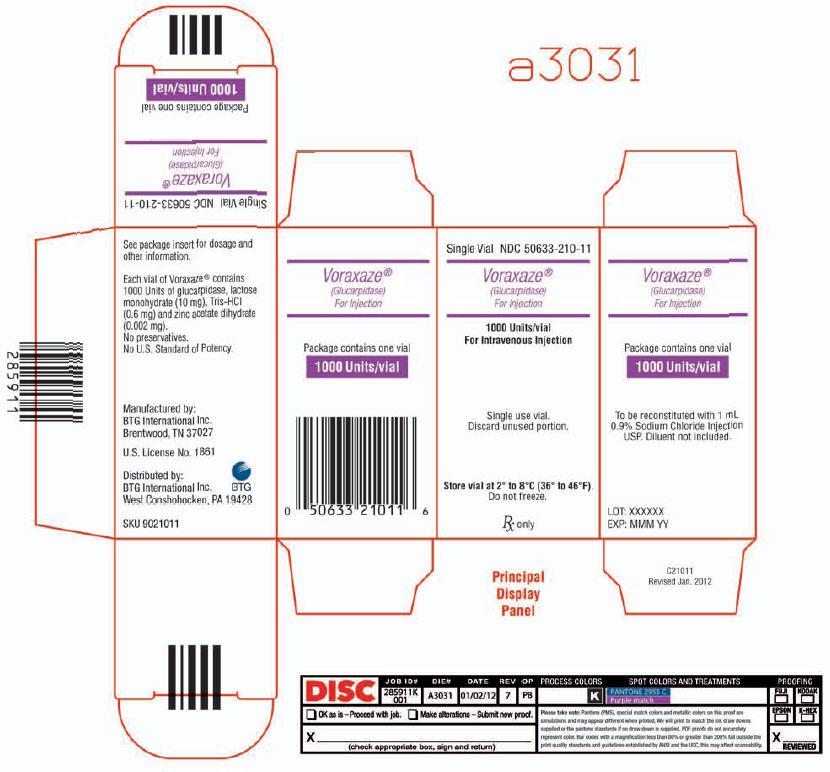 a3031
1000 Units/vial
Package contains one vial
For Injection
(Glucarpidase)
Voraxaze®
Single Vial NDC 50633-210-11
See package insert for dosage and
other information.
Each vial of Voraxaze® contains
1000 Units of glucarpidase, lactose
monohydrate (10 mg), Tris-HCl
(0.6 mg) and zinc acetate dihydrate
(0.002 mg).
No preservatives.
No U.S. Standard of Potency.
Manufactured by:
BTG International Inc.
Brentwood, TN 37027
U.S. License No. 1861
Distributed by:
BTG International Inc.
West Conshohocken, PA 19428
BTG
SKU 9021011
285911
Voraxaze®
(Glucarpidase)
For Injection
Package contains one vial
1000 Units/vial
0 50633 21011 6
Single Vial NDC 50633-210-11
Voraxaze®
(Glucarpidase)
For Injection
1000 Units/vial
For Intravenous Injection
Single use vial.
Discard unused portion.
Store vial at 2° to 8°C (36° to 46°F).
Do not freeze.
Rx only
Principal
Display
Panel
Voraxaze®
(Glucarpidase)
For Injection
Package contains one vial
1000 Units/vial
To be reconstituted with 1 mL
0.9% Sodium Chloride Injection
USP. Diluent not included.
LOT: XXXXXX
EXP: MMM YY
C21011
Revised Jan. 2012
DISC
JOB ID# DIE# DATE REV OP PROCESS COLORS SPOT COLORS AND TREATMENTS PROOFING
285911K
001
A3031 01/02/12 7 PB
K
PANTONE 2955 C
Purple match
FUJI KODAK
EPSON K-HEX
OK as is – Proceed with job. Make alterations – Submit new proof.
X
(check appropriate box, sign and return)
Please take note: Pantone (PMS), special match colors and metallic colors on this proof are
simulations and may appear different when printed. We will print to match the ink draw downs
supplied or the pantone standards if no draw down is supplied. PDF proofs do not accurately
represent color. Bar codes with a magnification less than 80% or greater than 200% fall outside the
print quality standards and guidelines established by ANSI and the UCC, this may affect scannability.
X
REVIEWED